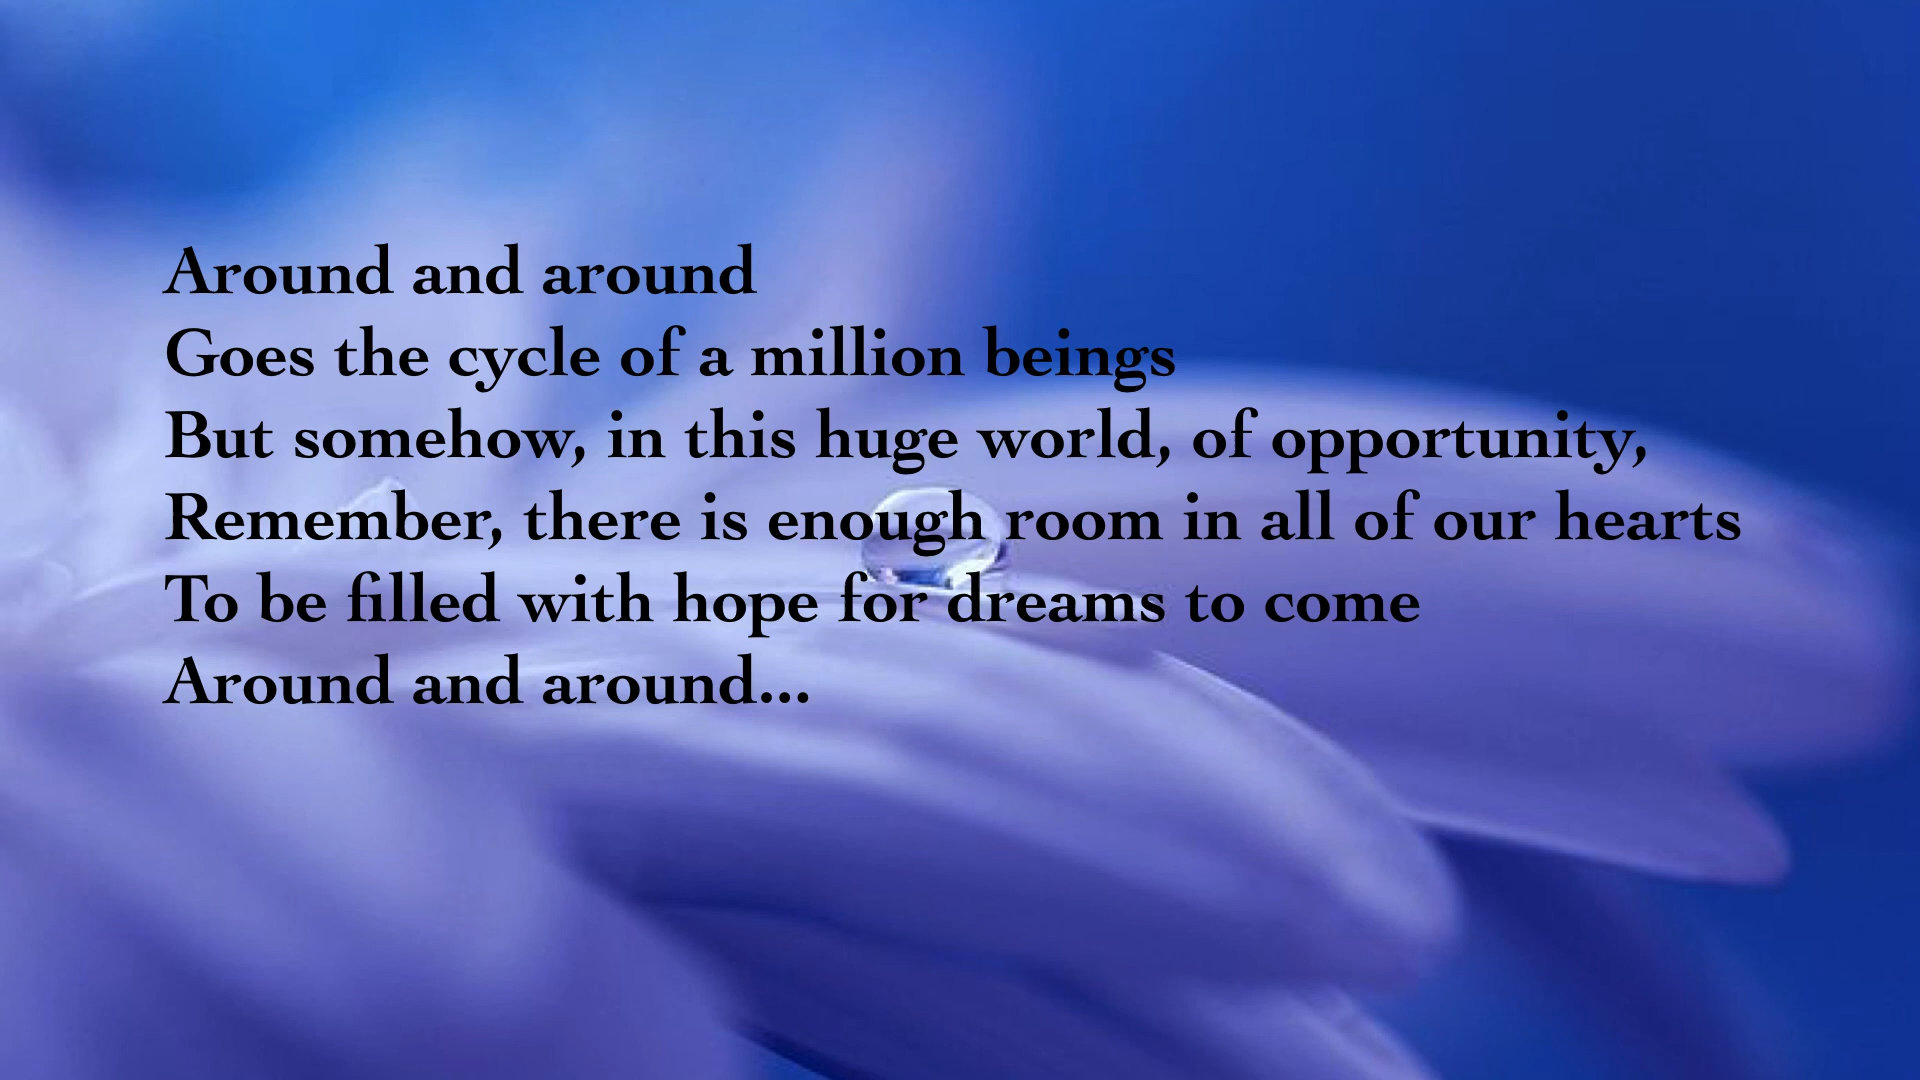 Around and around
Goes the cycle of a million beings
But somehow, in this huge world, of opportunity,
Remember, there is enough room in all of our hearts
To be filled with hope for dreams to come
Around and around...